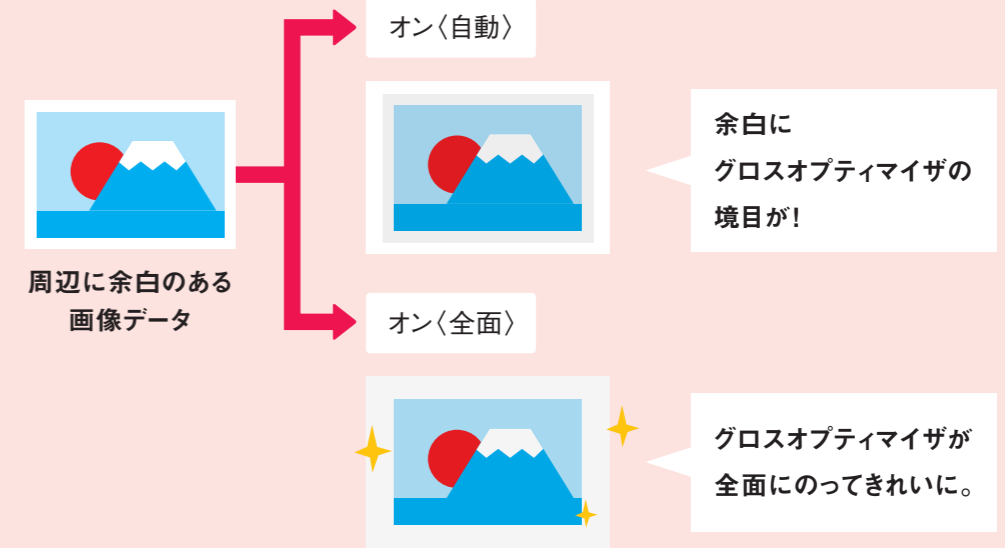 オン〈自動〉
周辺に余白のある
画像データ
余白に
グロスオプティマイザの
境目が!
オン〈全面〉
グロスオプティマイザが
全面にのってきれいに。